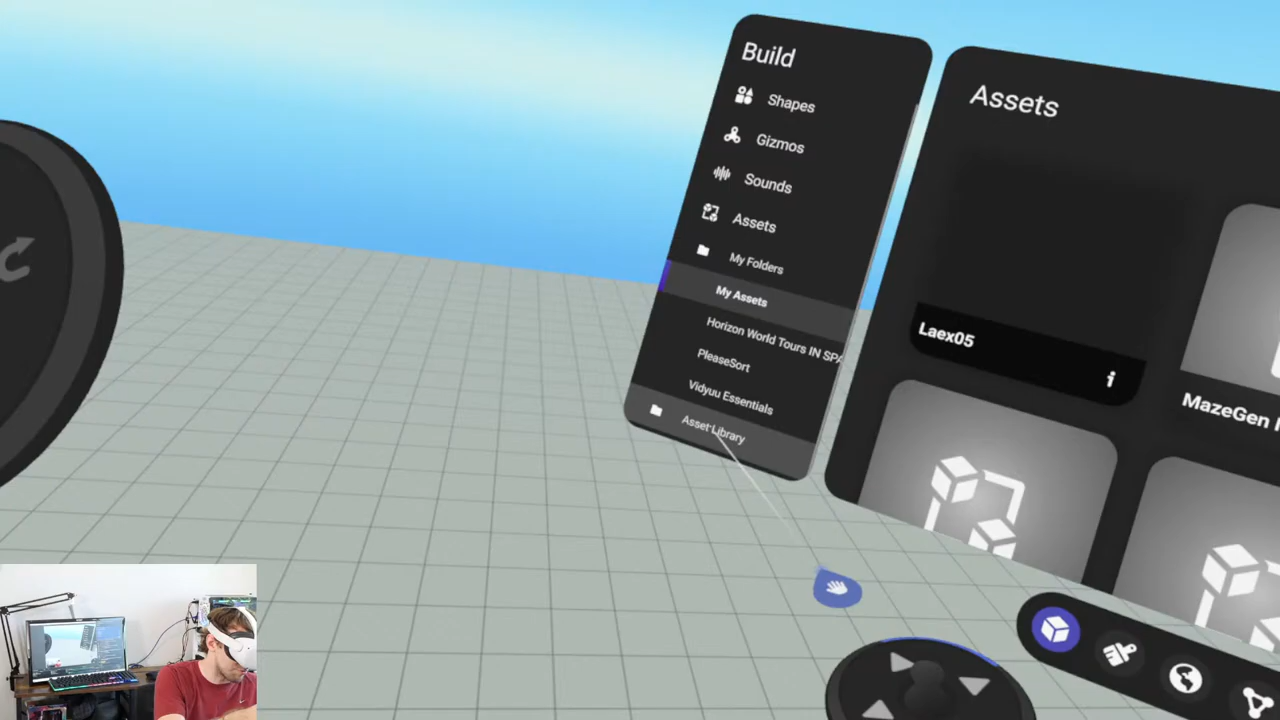 Build
Shapes
Gizmos
Sounds
Assets
My Folders
My Assets
Horizon World Tours IN SPA
PleaseSort
Vidyuu Essentials
Asset Library
Assets
Laex05
MazeGen